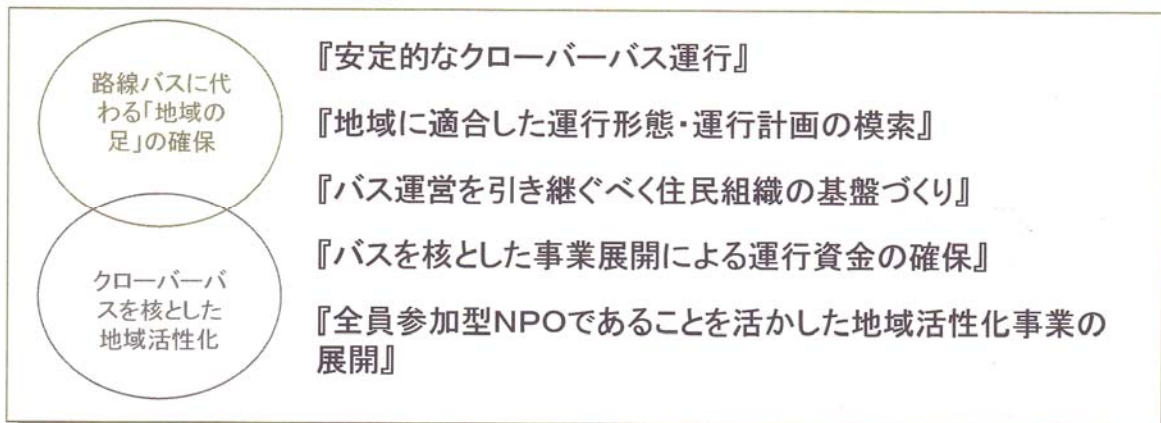 路線バスに代
わる「地域の
足」の確保
クローバーバ
スを核とした
地域活性化
『安定的なクローバーバス運行』
『地域に適合した運行形態・運行計画の模索』
『バス運営を引き継ぐべく住民組織の基盤づくり』
『バスを核とした事業展開による運行資金の確保』
『全員参加型NPOであることを活かした地域活性化事業の
展開』